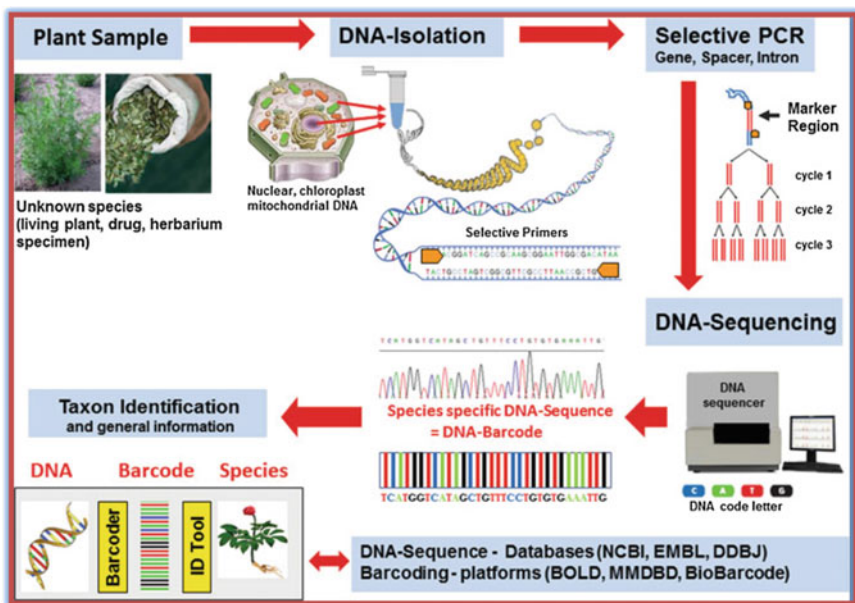 Plant Sample
DNA-Isolation
Selective PCR
Gene, Spacer, Intron
Unknown species
(living plant, drug, herbarium
specimen)
Nuclear, chloroplast
mitochondrial DNA
Selective Primers
ACGGATCAGCCGCAAGCGGAATTGGCGACATAA
TACTGCCTAGTCGGCGTTCGCCTTAACCGCTG
Marker
Region
cycle 1
cycle 2
cycle 3
DNA-Sequencing
DNA
sequencer
C A T G
DNA code letter
TCATGGTCATAGCTGTTTCCTGTGTGAAATTG
Species specific DNA-Sequence
= DNA-Barcode
TCATGGTCATAGCTGTTTCCTGTGTGAAATTG
Taxon Identification
and general information
DNA Barcode Species
Barcoder
ID Tool
DNA-Sequence - Databases (NCBI, EMBL, DDBJ)
Barcoding - platforms (BOLD, MMDBD, BioBarcode)